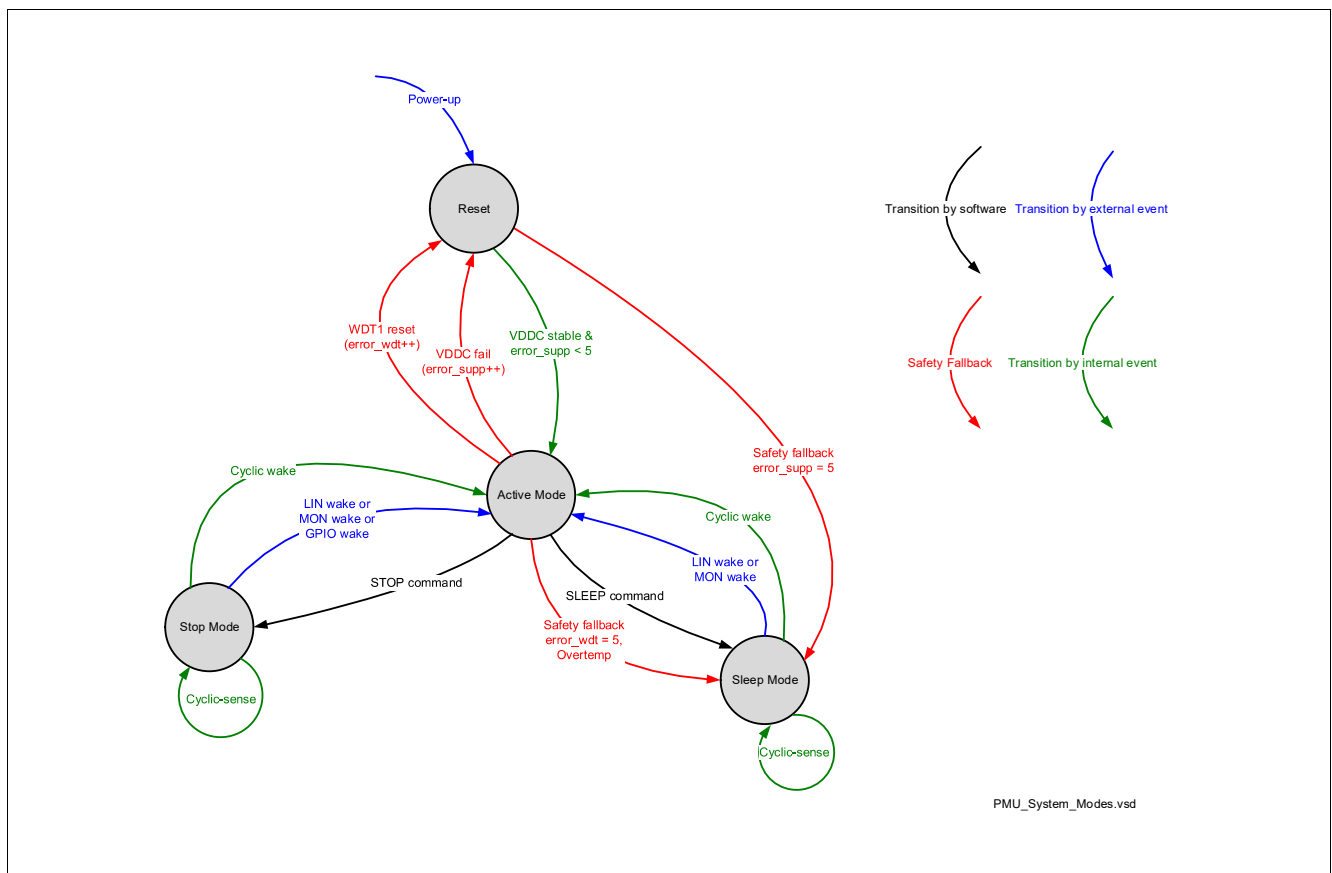 Power-up
Reset
Transition by software
Transition by external event
WDT1 reset
(error_wdt++)
VDDC fail
(error_supp++)
VDDC stable &
error_supp < 5
Safety Fallback
Transition by internal event
Safety fallback
error_supp = 5
Cyclic wake
Active Mode
LIN wake or
MON wake or
GPIO wake
Cyclic wake
LIN wake or
MON wake
STOP command
SLEEP command
Stop Mode
Safety fallback
error_wdt = 5,
Overtemp
Sleep Mode
Cyclic-sense
Cyclic-sense
PMU_System_Modes.vsd